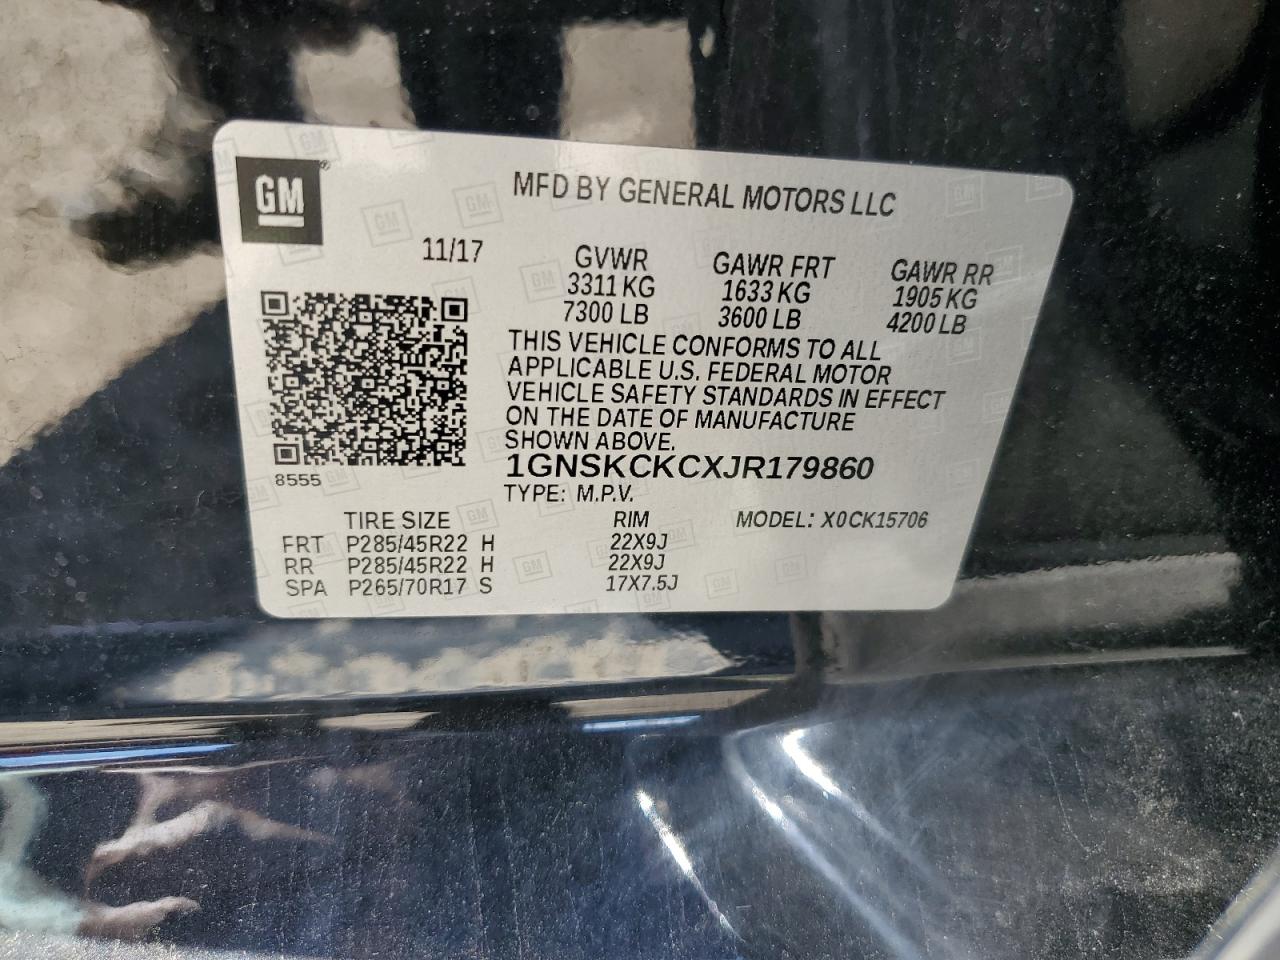 GM
MFD BY GENERAL MOTORS LLC
11/17
GVWR GAWR FRT GAWR RR
3311 KG 1633 KG 1905 KG
7300 LB 3600 LB 4200 LB
THIS VEHICLE CONFORMS TO ALL
APPLICABLE U.S. FEDERAL MOTOR
VEHICLE SAFETY STANDARDS IN EFFECT
ON THE DATE OF MANUFACTURE
SHOWN ABOVE.
8555
1GNSKCKCXJR179860
TYPE: M.P.V.
TIRE SIZE RIM MODEL: X0CK15706
FRT P285/45R22 H 22X9J
RR P285/45R22 H 22X9J
SPA P265/70R17 S 17X7.5J